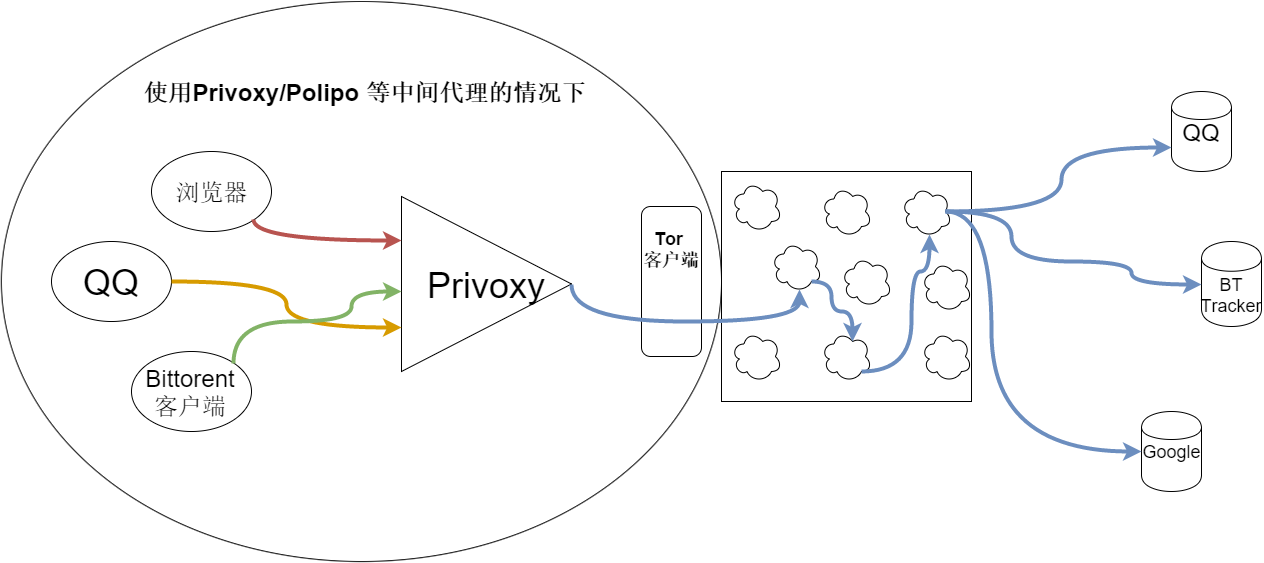 使用Privoxy/Polipo 等中间代理的情况下
浏览器
QQ
Bittorent
客户端
Privoxy
Tor
客户端
QQ
BT
Tracker
Google